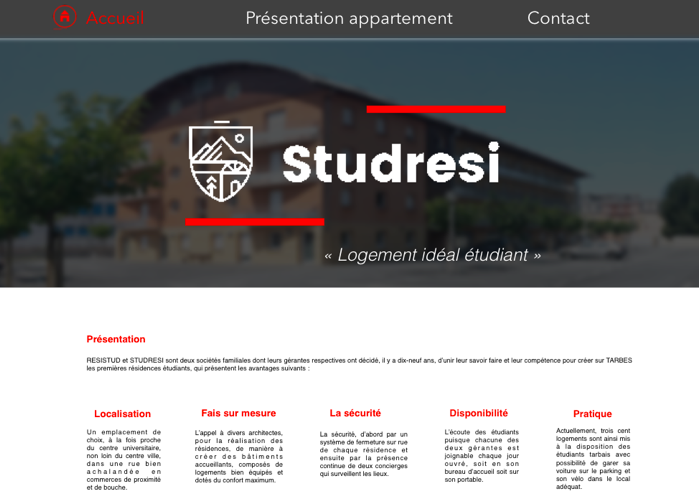 Accueil
Présentation appartement
Contact
Studresi
« Logement idéal étudiant »
Présentation
RESISTUD et STUDRESI sont deux sociétés familiales dont leurs gérantes respectives ont décidé, il y a dix-neuf ans, d'unir leur savoir faire et leur compétence pour créer sur TARBES
les premières résidences étudiants, qui présentent les avantages suivants :
Localisation
Un emplacement de
choix, à la fois proche
du centre universitaire,
non loin du centre ville,
dans une rue bien
achalandée en
commerces de proximité
et de bouche.
Fais sur mesure
L'appel à divers architectes,
pour la réalisation des
résidences, de manière à
créer des bâtiments
accueillants, composés de
logements bien équipés et
dotés du confort maximum.
La sécurité
La sécurité, d'abord par un
système de fermeture sur rue
de chaque résidence et
ensuite par la présence
continue de deux concierges
qui surveillent les lieux.
Disponibilité
L'écoute des étudiants
puisque chacune des
deux gérantes est
joignable chaque jour
ouvré, soit en son
bureau d'accueil soit sur
son portable.
Pratique
Actuellement, trois cent
logements sont ainsi mis
à la disposition des
étudiants tarbais avec
possibilité de garer sa
voiture sur le parking et
son vélo dans le local
adéquat.